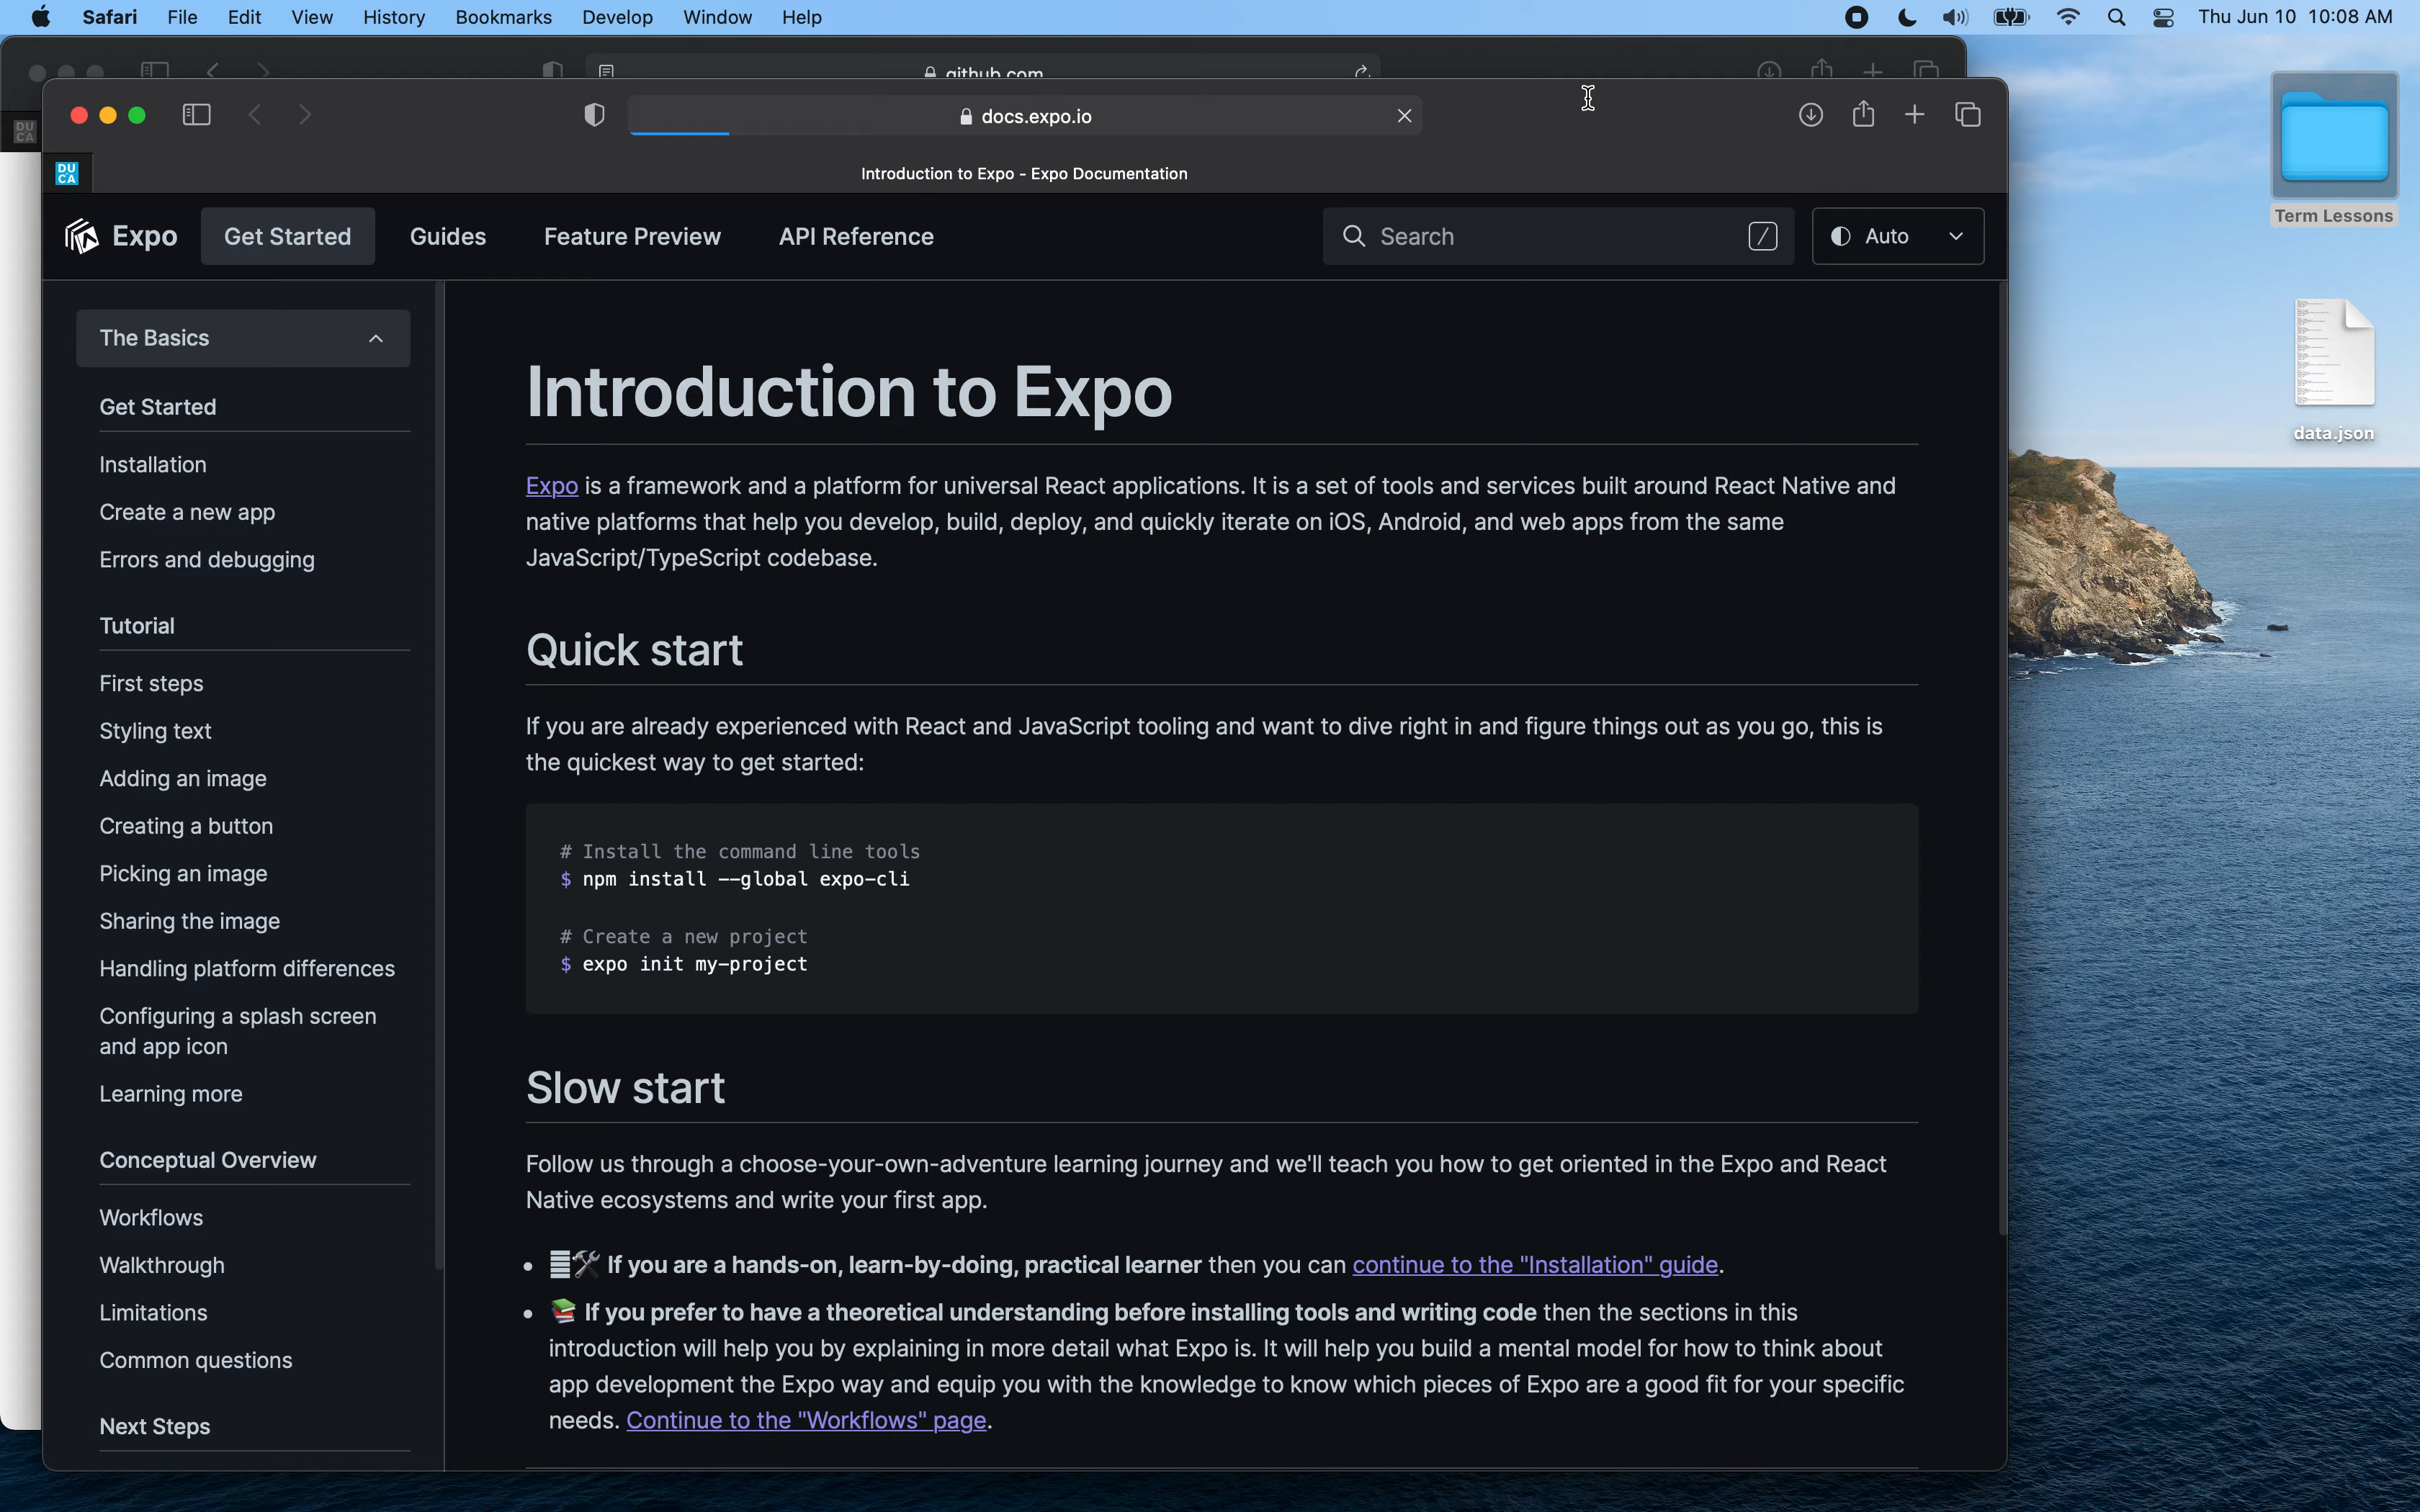 Safari File Edit View History Bookmarks Develop Window Help Thu Jun 10 10:08 AM
github.com
docs.expo.io
DU
CA
DU
CA
Introduction to Expo - Expo Documentation
Expo Get Started Guides Feature Preview API Reference Search / Auto
Term Lessons
data.json
The Basics
Get Started
Installation
Create a new app
Errors and debugging
Tutorial
First steps
Styling text
Adding an image
Creating a button
Picking an image
Sharing the image
Handling platform differences
Configuring a splash screen
and app icon
Learning more
Conceptual Overview
Workflows
Walkthrough
Limitations
Common questions
Next Steps
Introduction to Expo
Expo is a framework and a platform for universal React applications. It is a set of tools and services built around React Native and
native platforms that help you develop, build, deploy, and quickly iterate on iOS, Android, and web apps from the same
JavaScript/TypeScript codebase.
Quick start
If you are already experienced with React and JavaScript tooling and want to dive right in and figure things out as you go, this is
the quickest way to get started:
# Install the command line tools
$ npm install --global expo-cli
# Create a new project
$ expo init my-project
Slow start
Follow us through a choose-your-own-adventure learning journey and we'll teach you how to get oriented in the Expo and React
Native ecosystems and write your first app.
• If you are a hands-on, learn-by-doing, practical learner then you can continue to the "Installation" guide.
• 📚 If you prefer to have a theoretical understanding before installing tools and writing code then the sections in this
introduction will help you by explaining in more detail what Expo is. It will help you build a mental model for how to think about
app development the Expo way and equip you with the knowledge to know which pieces of Expo are a good fit for your specific
needs. Continue to the "Workflows" page.